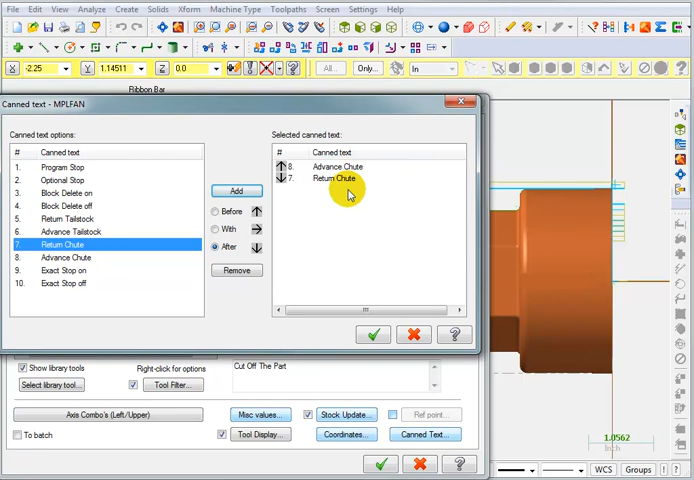 File Edit View Analyze Create Solids Xform Machine Type Toolpaths Screen Settings Help
X -2.25 Y 1.14511 Z 0.0 All... Only... In
Ribbon Bar
Canned text - MPLFAN
Canned text options:
# Canned text
1. Program Stop
2. Optional Stop
3. Block Delete on
4. Block Delete off
5. Return Tailstock
6. Advance Tailstock
7. Return Chute
8. Advance Chute
9. Exact Stop on
10. Exact Stop off
Add
Before
With
After
Remove
Selected canned text:
# Canned text
8. Advance Chute
7. Return Chute
Show library tools
Right-click for options
Cut Off The Part
Select library tool...
Tool Filter...
Axis Combo's (Left/Upper)
Misc values...
Stock Update...
Ref point...
To batch
Tool Display...
Coordinates...
Canned Text...
1.0562
Inch
WCS Groups